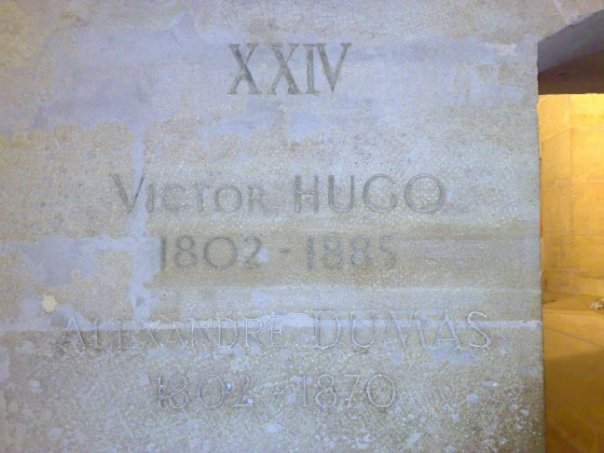 XXIV
VICTOR HUGO
1802 - 1885
ALEXANDRE DUMAS
1802 - 1870